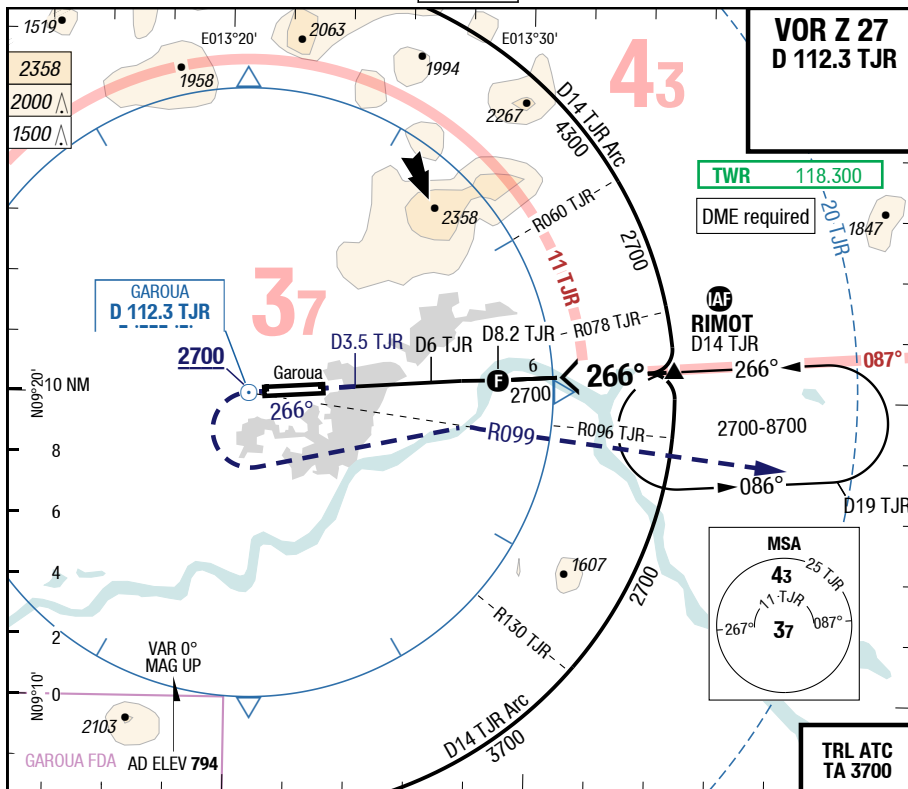 1519
E013°20'
2063
E013°30'
VOR Z 27
D 112.3 TJR
43
2358
2000
1500
1958
1994
2267
D14 TJR Arc
4300
TWR 118.300
DME required
20 TJR
1847
2358
R060 TJR
2700
11 TJR
37
GAROUA
D 112.3 TJR
IAF
RIMOT
D14 TJR
R078 TJR
2700
D3.5 TJR
D6 TJR
D8.2 TJR
087°
Garoua
F
6
2700
266°
266°
N09°20'
10 NM
266°
R099
R096 TJR
2700-8700
8
086°
D19 TJR
6
MSA
43
25 TJR
11 TJR
267°
087°
37
4
1607
2700
2
VAR 0°
MAG UP
R130 TJR
N09°10'
0
2103
D14 TJR Arc
3700
GAROUA FDA
AD ELEV 794
TRL ATC
TA 3700